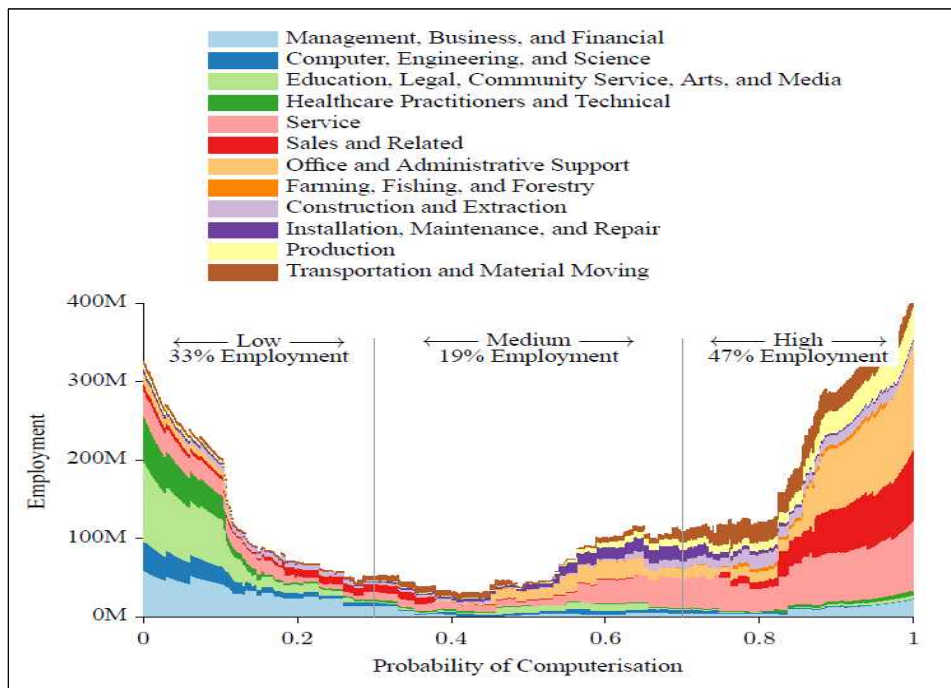 Management, Business, and Financial
Computer, Engineering, and Science
Education, Legal, Community Service, Arts, and Media
Healthcare Practitioners and Technical
Service
Sales and Related
Office and Administrative Support
Farming, Fishing, and Forestry
Construction and Extraction
Installation, Maintenance, and Repair
Production
Transportation and Material Moving
400M
← Low → ← Medium → ← High →
33% Employment 19% Employment 47% Employment
300M
Employment
200M
100M
0M
0 0.2 0.4 0.6 0.8 1
Probability of Computerisation